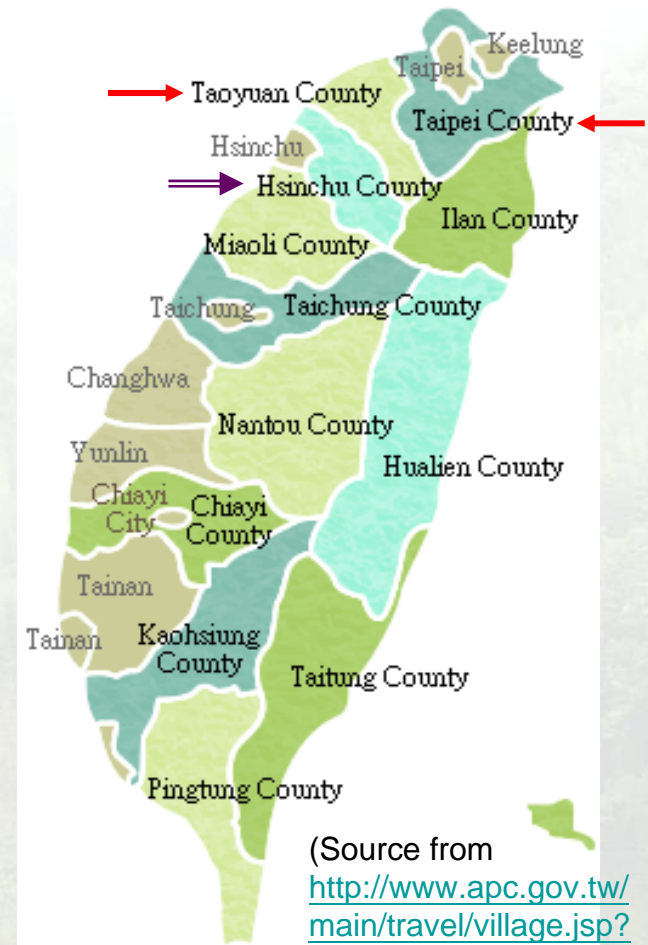 Keelung
Taipei
Taoyuan County
Taipei County
Hsinchu
Hsinchu County
Ilan County
Miaoli County
Taichung
Taichung County
Changhwa
Nantou County
Yunlin
Hualien County
Chiayi
City
Chiayi
County
Tainan
Tainan
Kaohsiung
County
Taitung County
Pingtung County
(Source from
http://www.apc.gov.tw/
main/travel/village.jsp?